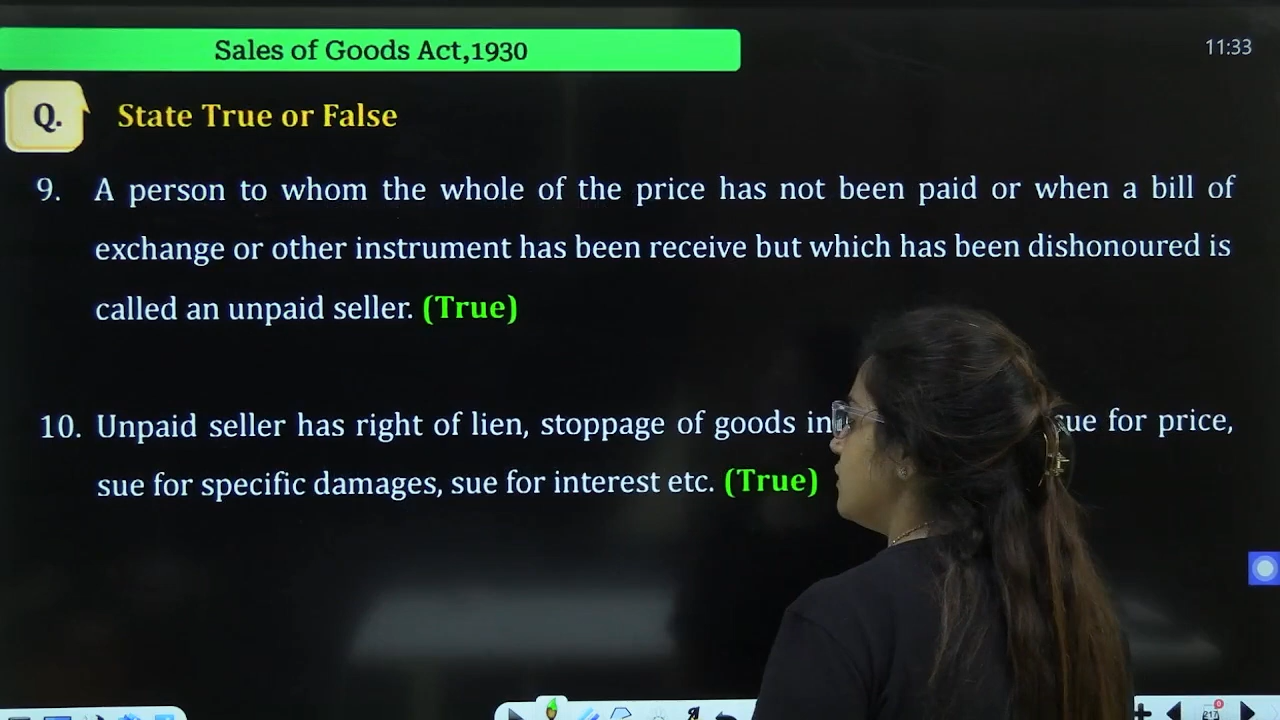 Sales of Goods Act,1930
11:33
Q. State True or False
9. A person to whom the whole of the price has not been paid or when a bill of
exchange or other instrument has been receive but which has been dishonoured is
called an unpaid seller. (True)
10. Unpaid seller has right of lien, stoppage of goods in ue for price,
sue for specific damages, sue for interest etc. (True)
217